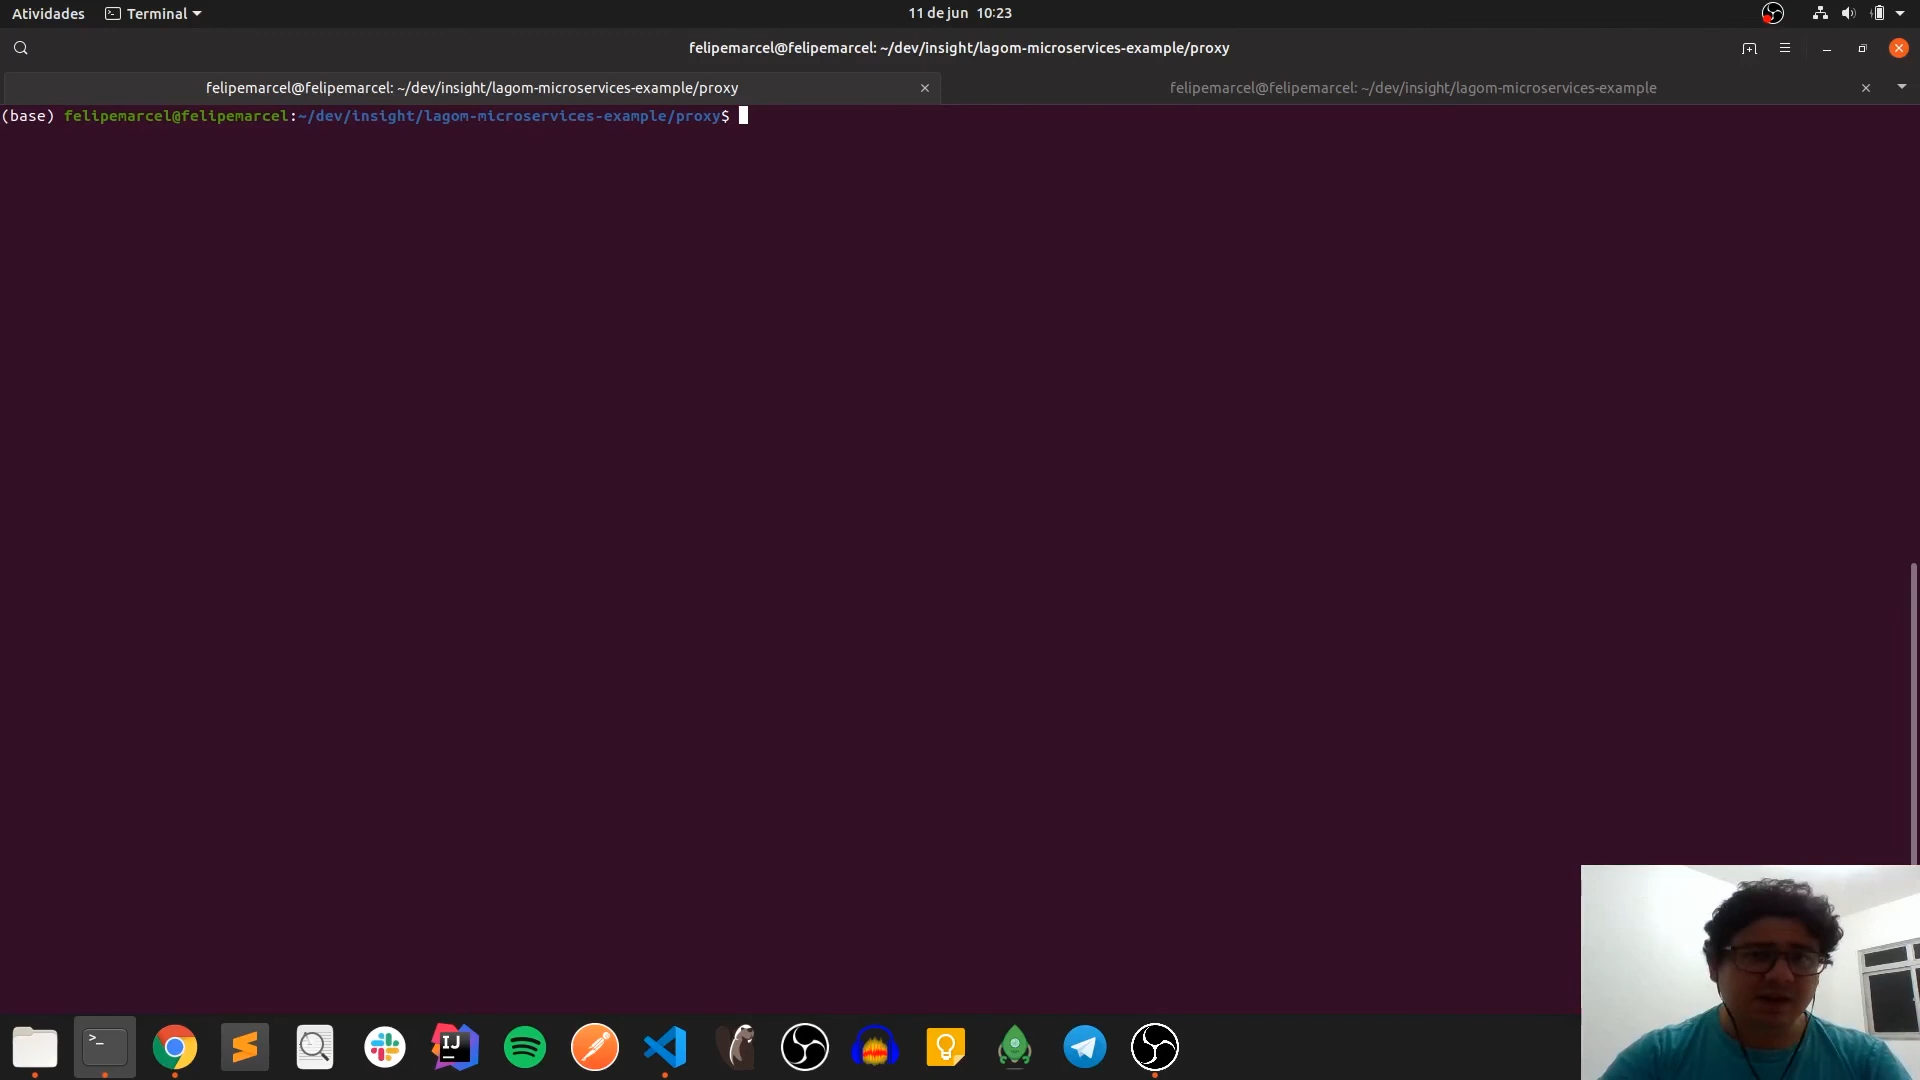 Atividades Terminal 11 de jun 10:23
felipemarcel@felipemarcel: ~/dev/insight/lagom-microservices-example/proxy
felipemarcel@felipemarcel: ~/dev/insight/lagom-microservices-example/proxy felipemarcel@felipemarcel: ~/dev/insight/lagom-microservices-example
(base) felipemarcel@felipemarcel:~/dev/insight/lagom-microservices-example/proxy$
>_ IJ